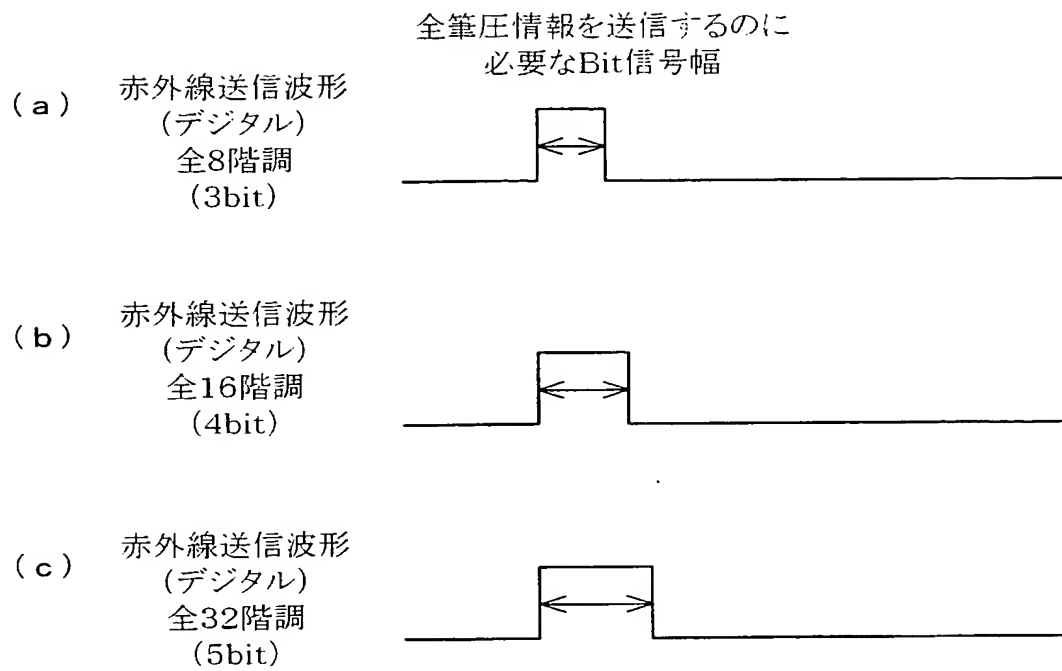 全筆圧情報を送信するのに
必要なBit信号幅
(a)
赤外線送信波形
(デジタル)
全8階調
(3bit)
(b)
赤外線送信波形
(デジタル)
全16階調
(4bit)
(c)
赤外線送信波形
(デジタル)
全32階調
(5bit)